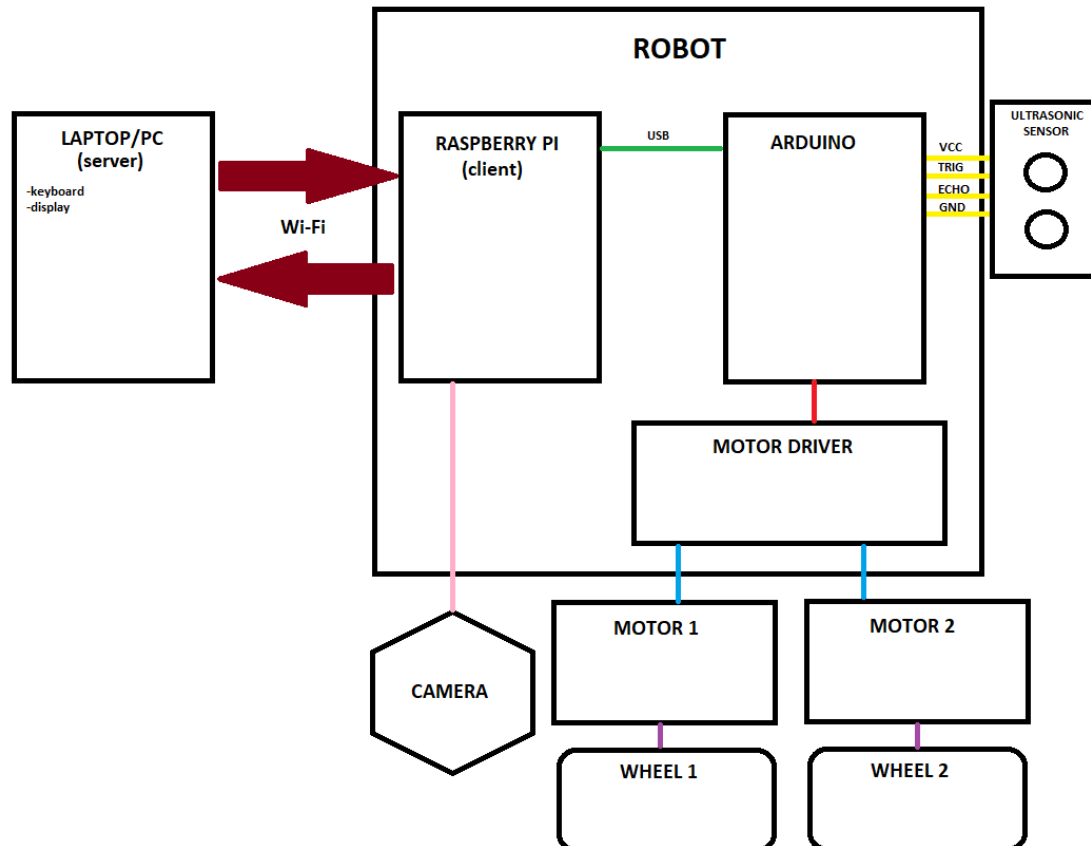 ROBOT
LAPTOP/PC
(server)
-keyboard
-display
Wi-Fi
RASPBERRY PI
(client)
USB
ARDUINO
VCC
TRIG
ECHO
GND
ULTRASONIC
SENSOR
MOTOR DRIVER
CAMERA
MOTOR 1
MOTOR 2
WHEEL 1
WHEEL 2